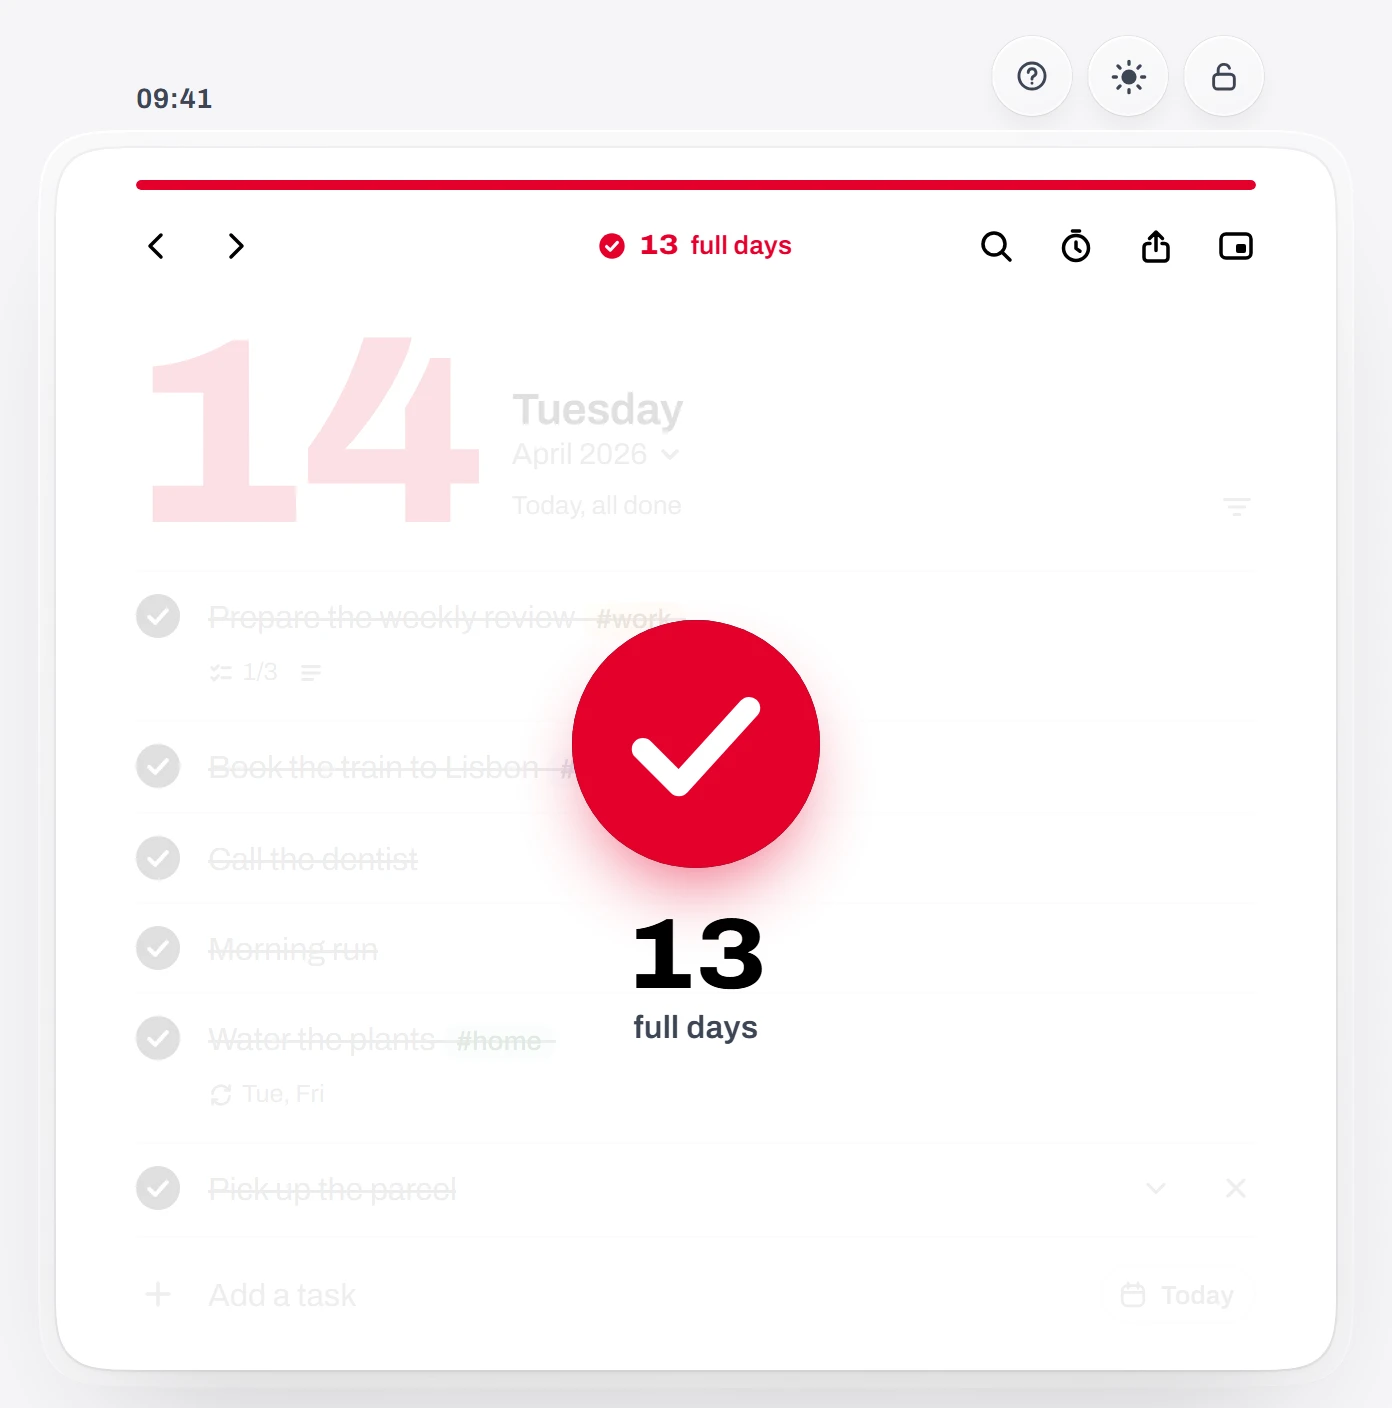 09:41
13 full days
14
Tuesday
April 2026
Today, all done
Prepare the weekly review #work
1/3
Book the train to Lisbon #
Call the dentist
13
Morning run
full days
Water the plants #home
Tue, Fri
Pick up the parcel
Add a task
Today